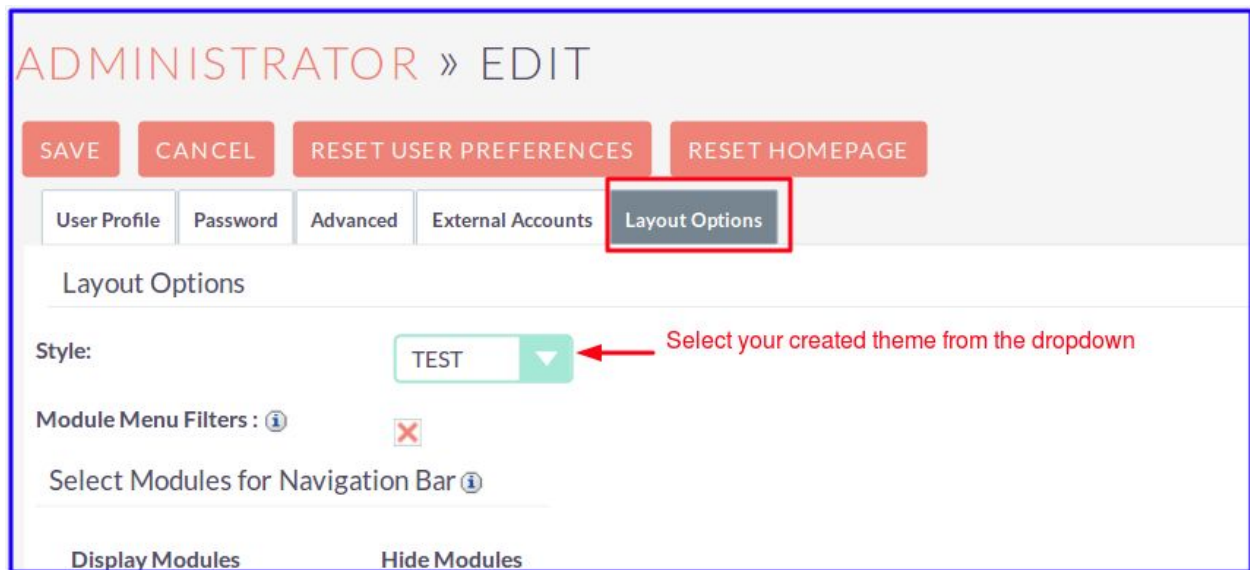 ADMINISTRATOR » EDIT
SAVE CANCEL RESET USER PREFERENCES RESET HOMEPAGE
User Profile Password Advanced External Accounts Layout Options
Layout Options
Style: TEST Select your created theme from the dropdown
Module Menu Filters : i
Select Modules for Navigation Bar i
Display Modules Hide Modules